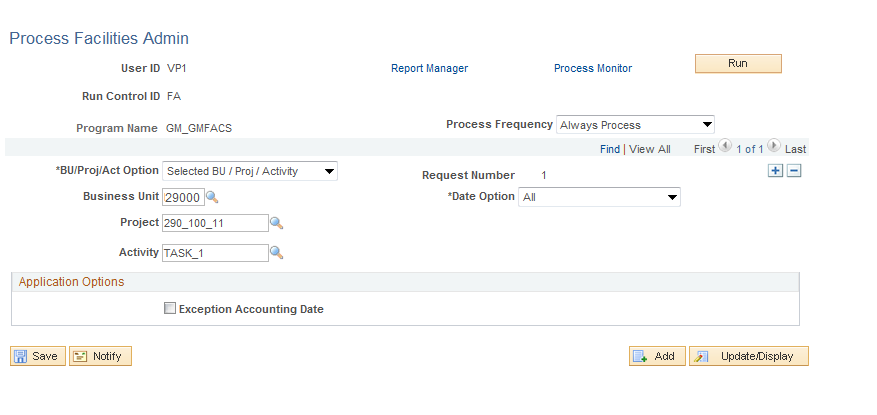 Process Facilities Admin
User ID VP1 Report Manager Process Monitor Run
Run Control ID FA
Program Name GM_GMFACS Process Frequency Always Process
Find | View All First 1 of 1 Last
*BU/Proj/Act Option Selected BU / Proj / Activity Request Number 1
Business Unit 29000 *Date Option All
Project 290_100_11
Activity TASK_1
Application Options
Exception Accounting Date
Save Notify Add Update/Display